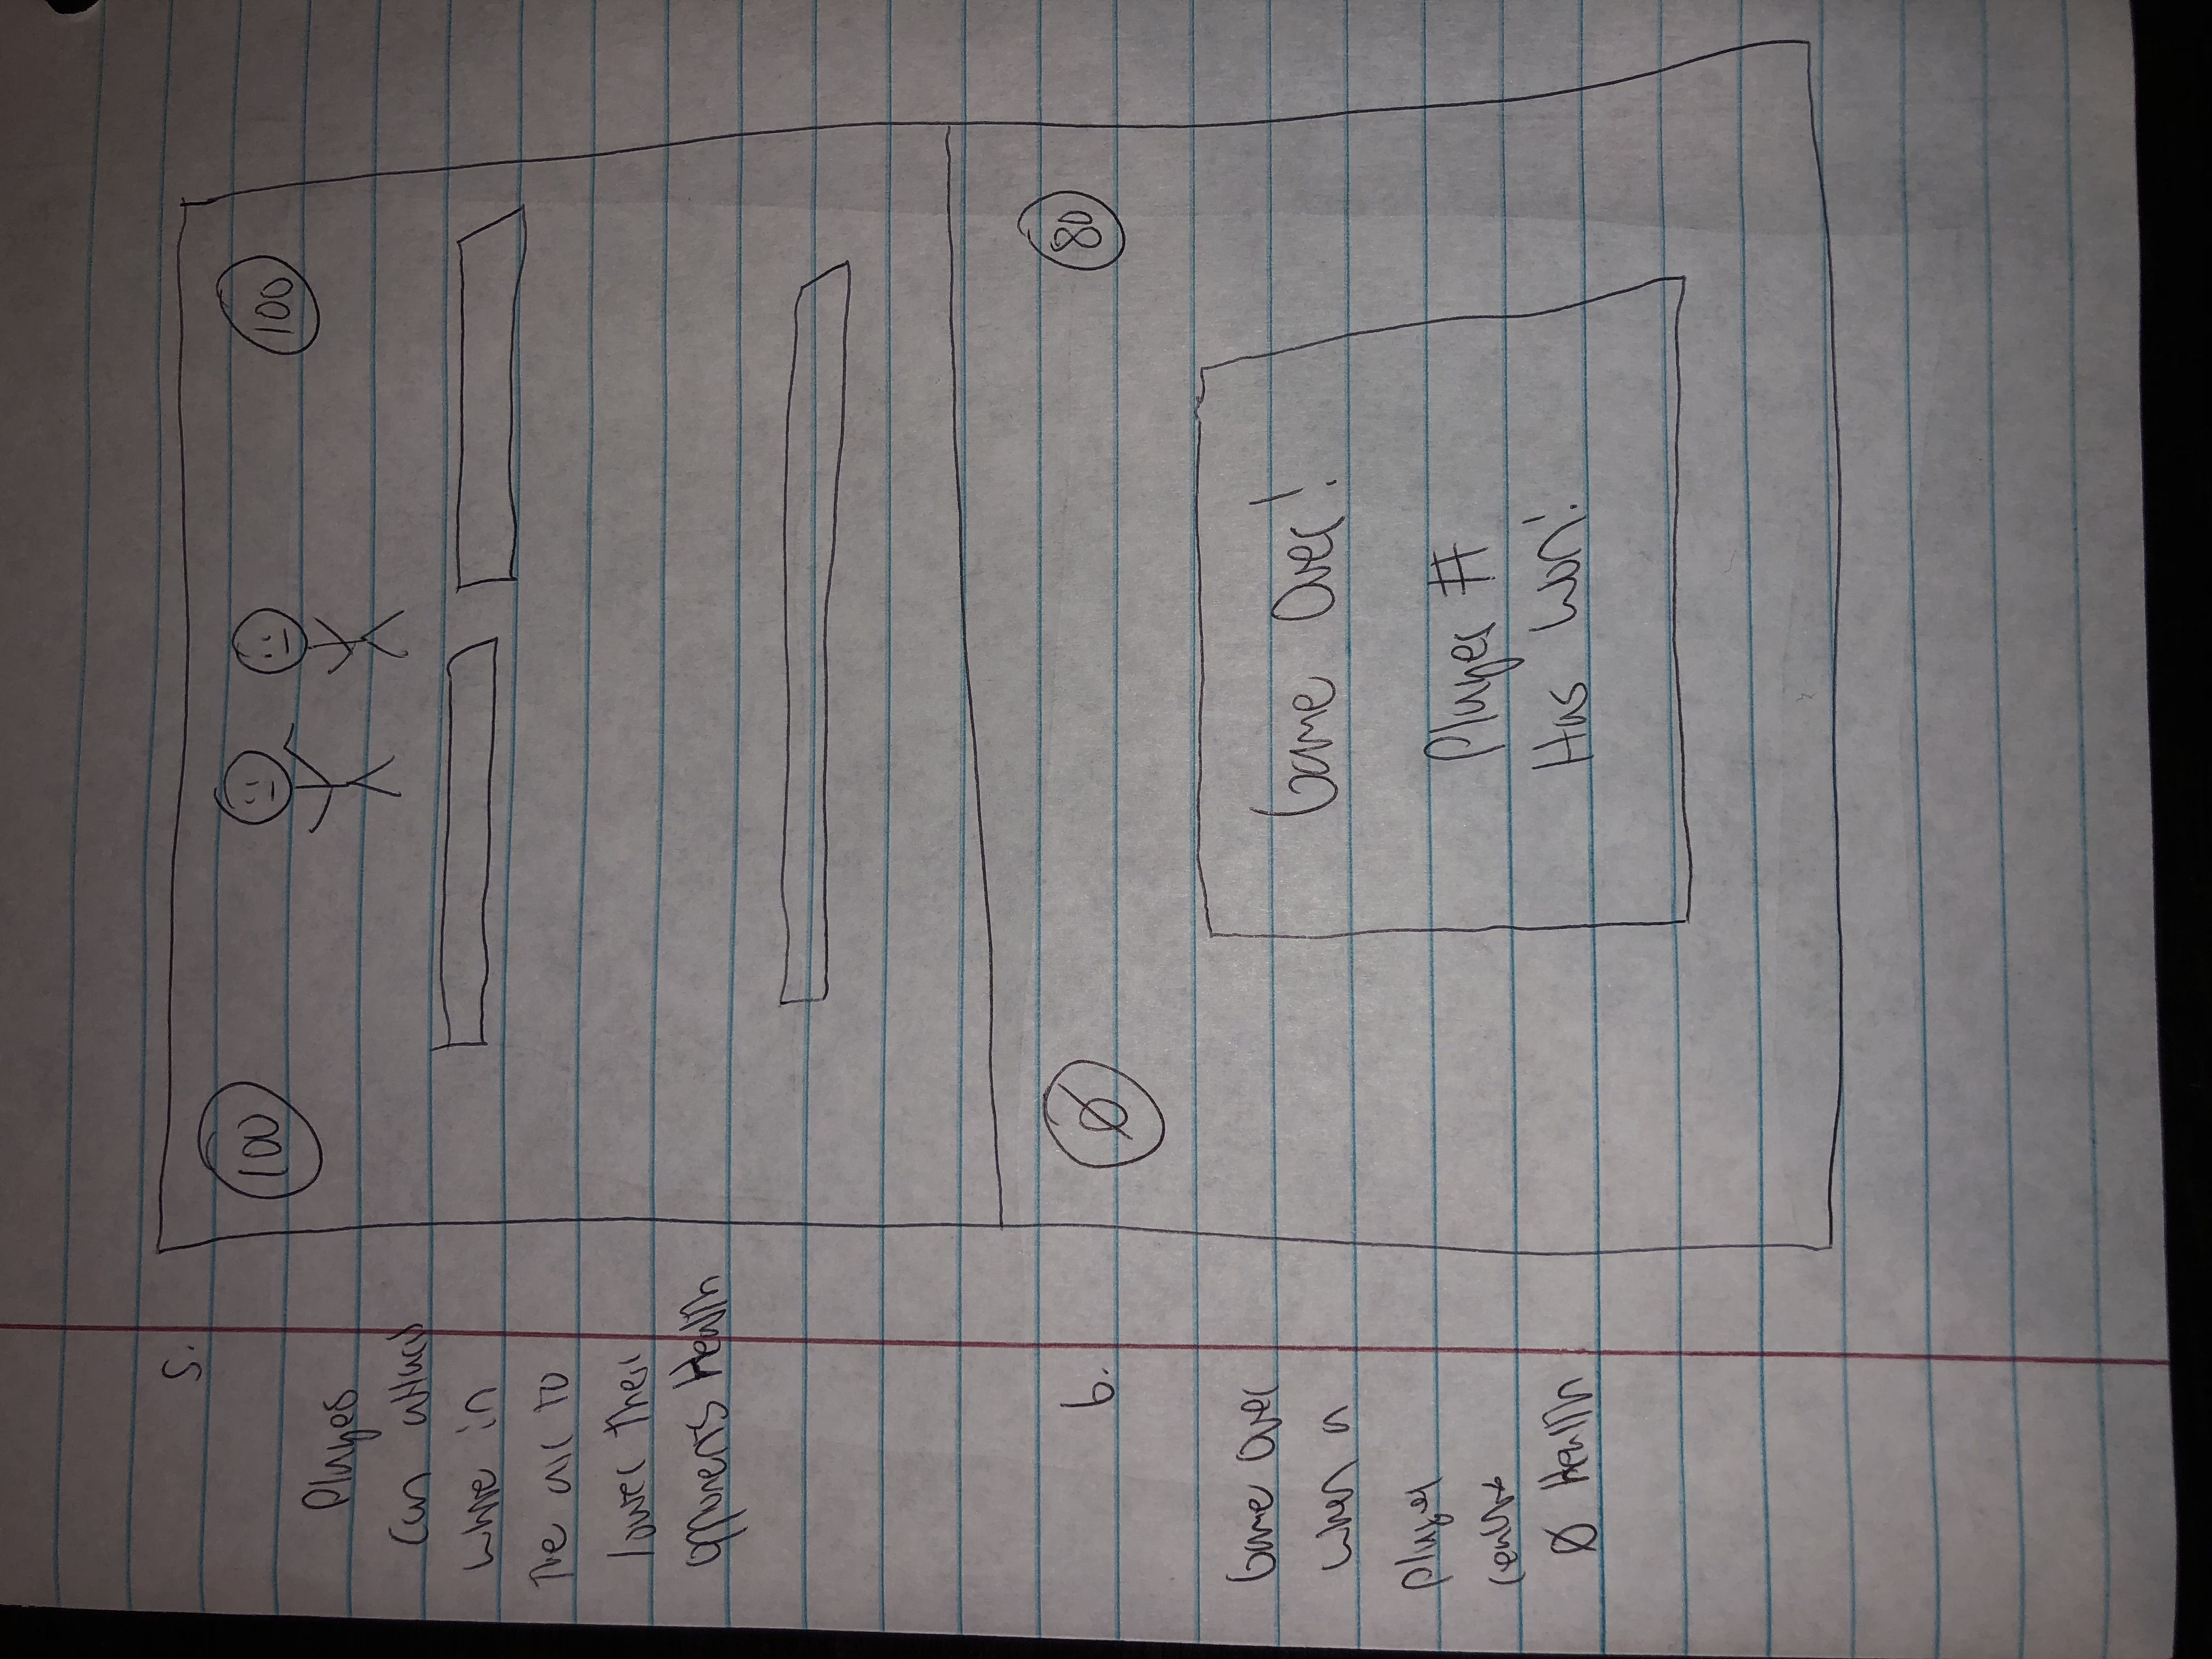 5.
100
100
Players
can attack
while in
the air to
lower their
opponents Health
6.
Ø
80
Game Over
when a
player
reaches
Ø Health
Game Over!
Player #
Has Won!